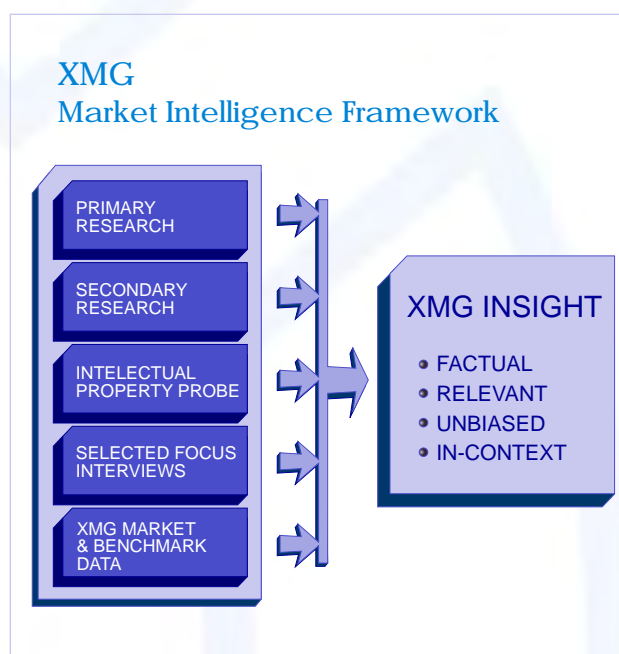 XMG
Market Intelligence Framework
PRIMARY
RESEARCH
SECONDARY
RESEARCH
INTELECTUAL
PROPERTY PROBE
SELECTED FOCUS
INTERVIEWS
XMG MARKET
& BENCHMARK
DATA
XMG INSIGHT
FACTUAL
RELEVANT
UNBIASED
IN-CONTEXT